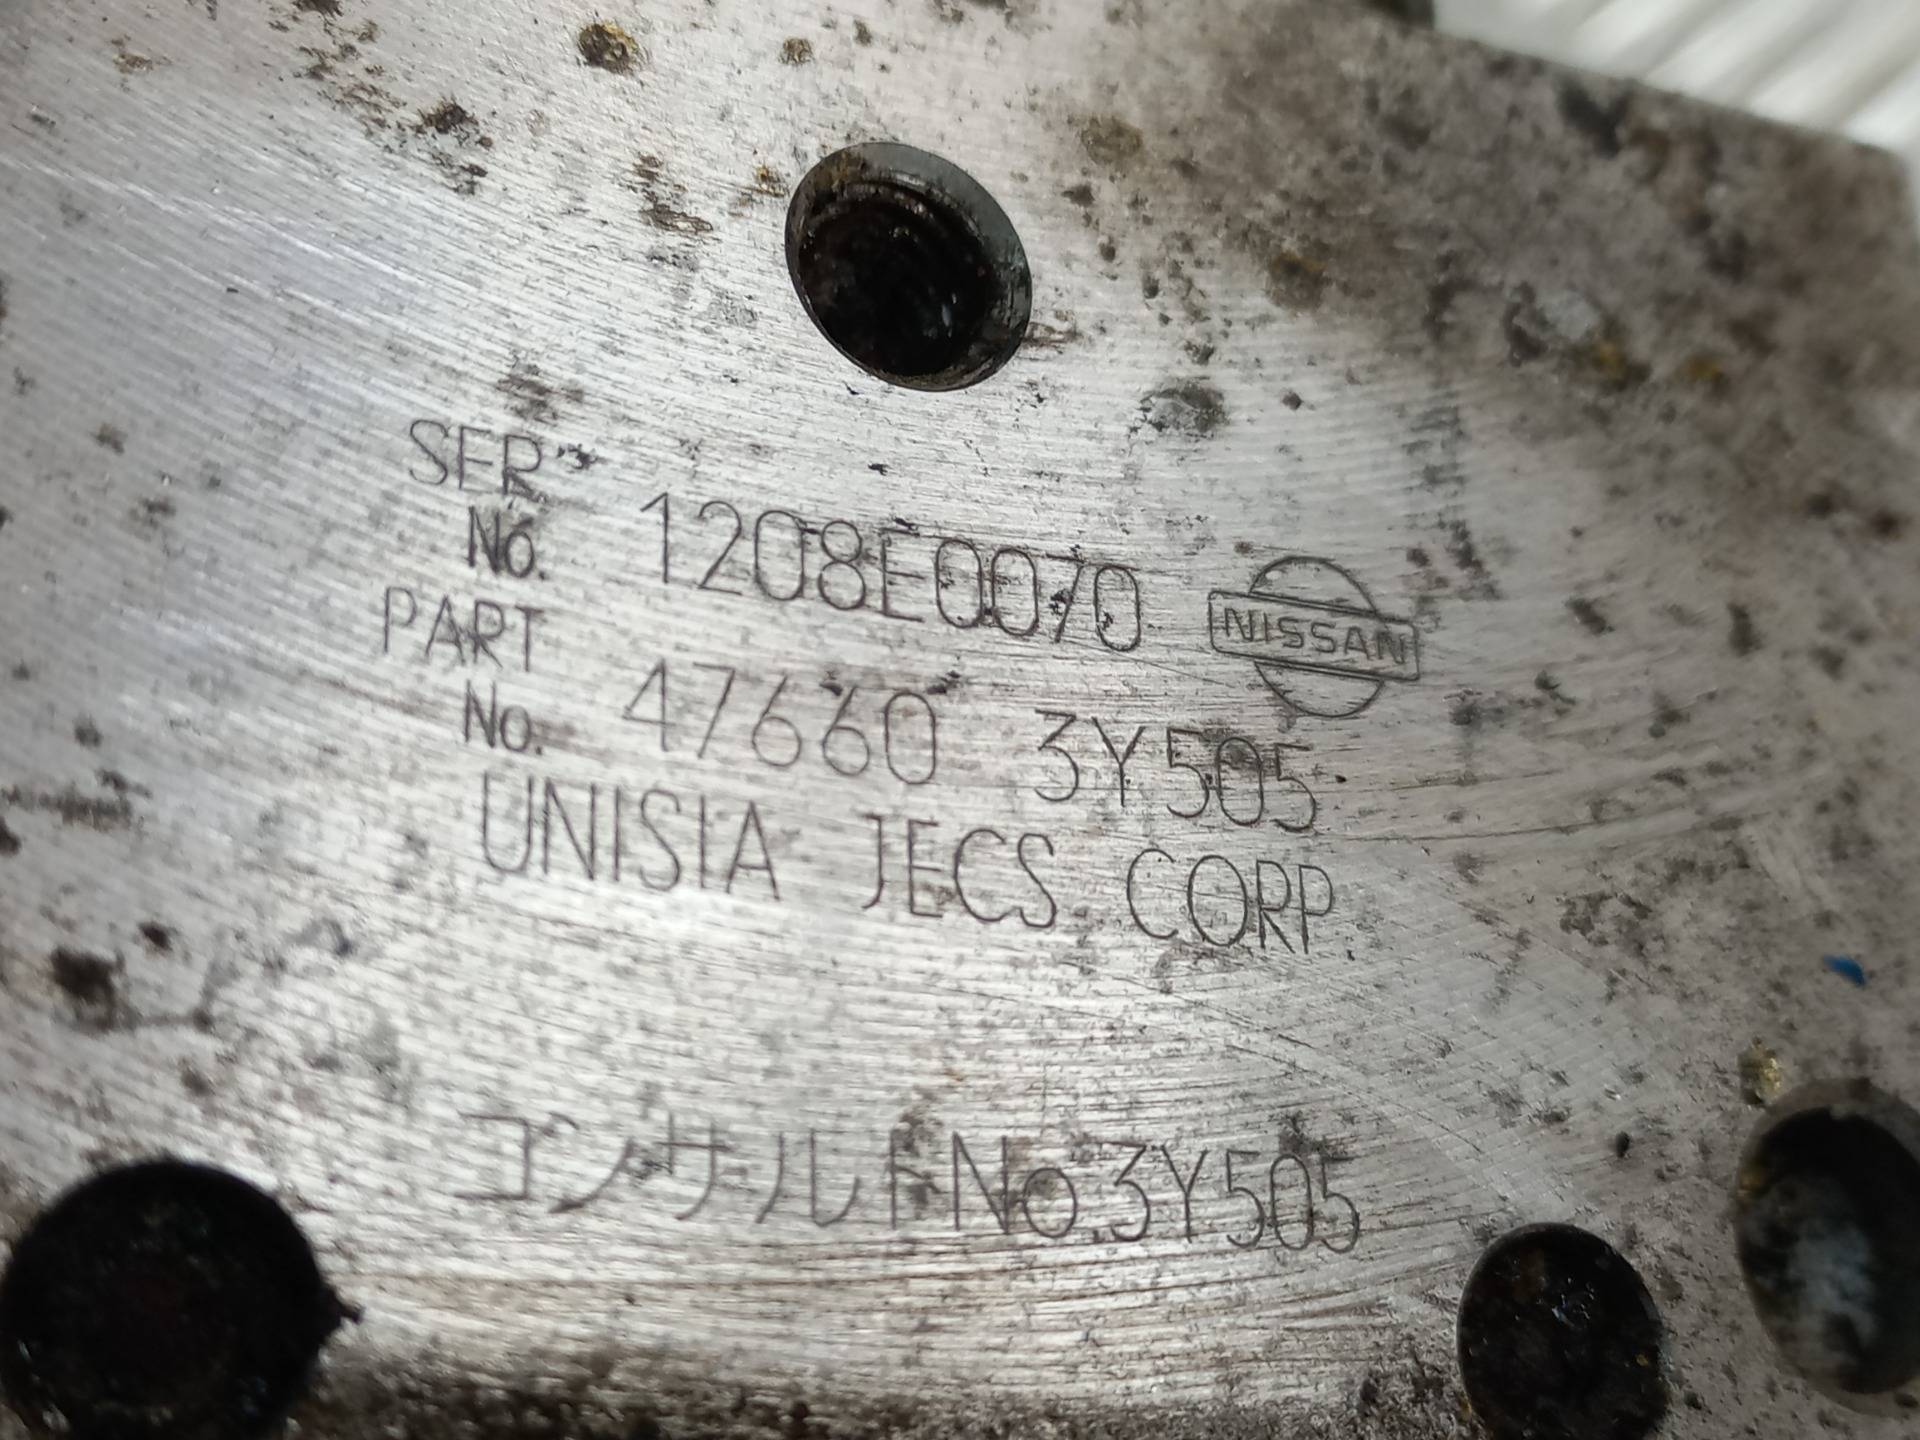 SER
No. 1208E0070 NISSAN
PART
No. 47660 3Y505
UNISIA JECS CORP.
コンサルトNo.3Y505